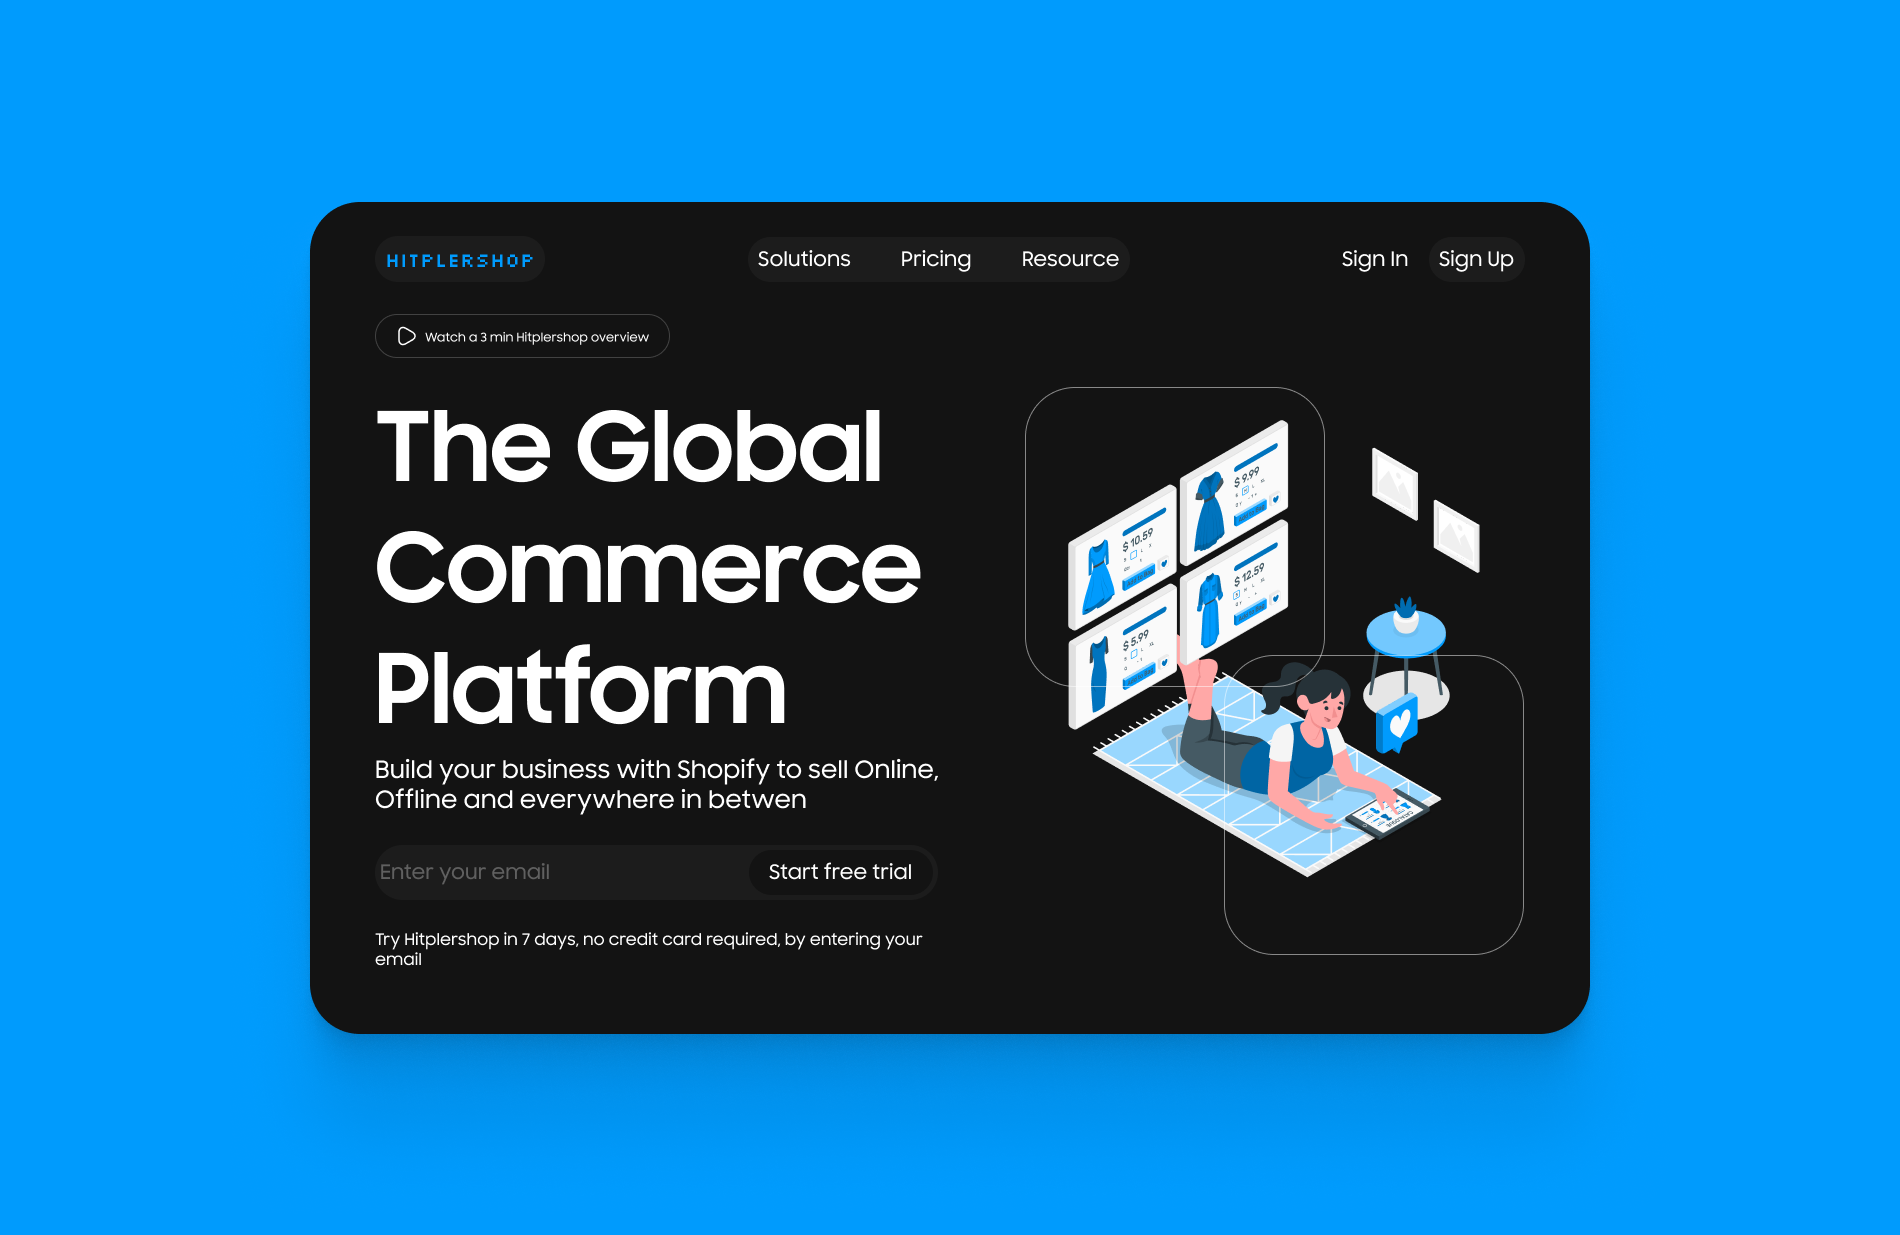 HITPLERSHOP
Solutions Pricing Resource
Sign In Sign Up
Watch a 3 min Hitplershop overview
The Global
Commerce
Platform
Build your business with Shopify to sell Online,
Offline and everywhere in betwen
Enter your email
Start free trial
Try Hitplershop in 7 days, no credit card required, by entering your
email
$ 9.99
$ 10.59
$ 12.59
$ 5.99
CATALOGUE